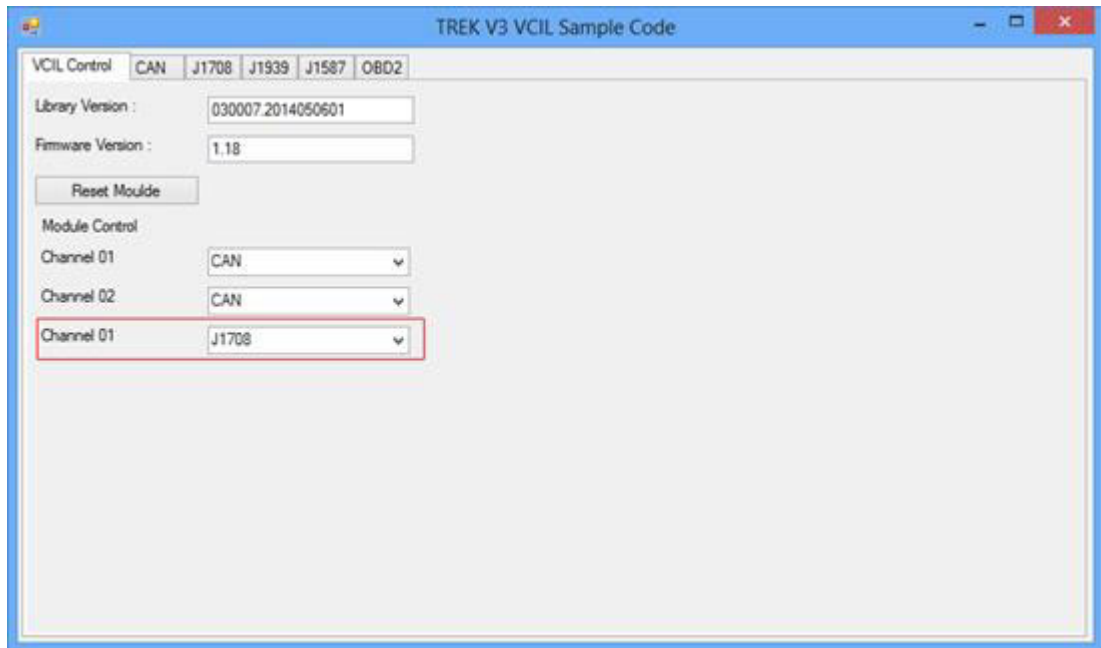 TREK V3 VCIL Sample Code
VCIL Control CAN J1708 J1939 J1587 OBD2
Library Version : 030007.2014050601
Firmware Version : 1.18
Reset Moulde
Module Control
Channel 01 CAN
Channel 02 CAN
Channel 01 J1708